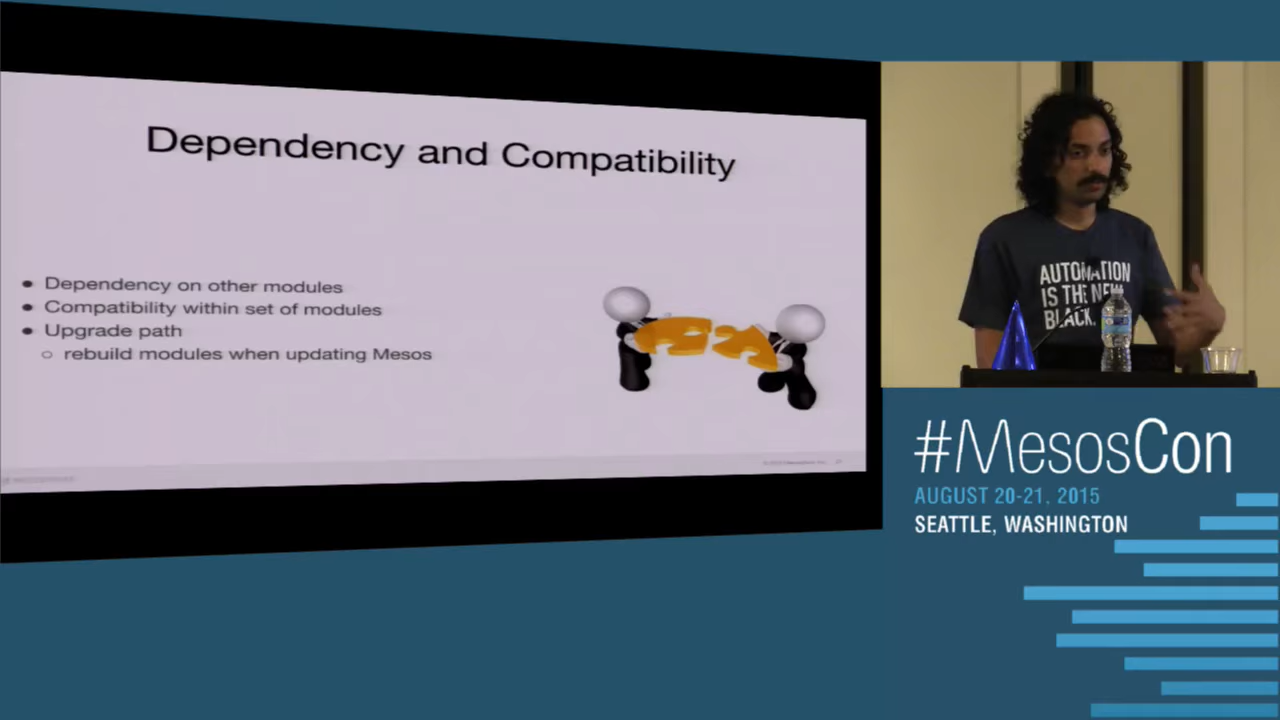 Dependency and Compatibility
● Dependency on other modules
● Compatibility within set of modules
● Upgrade path
○ rebuild modules when updating Mesos
AUTOMATION
IS THE NEW
BLACK.
#MesosCon
AUGUST 20-21, 2015
SEATTLE, WASHINGTON